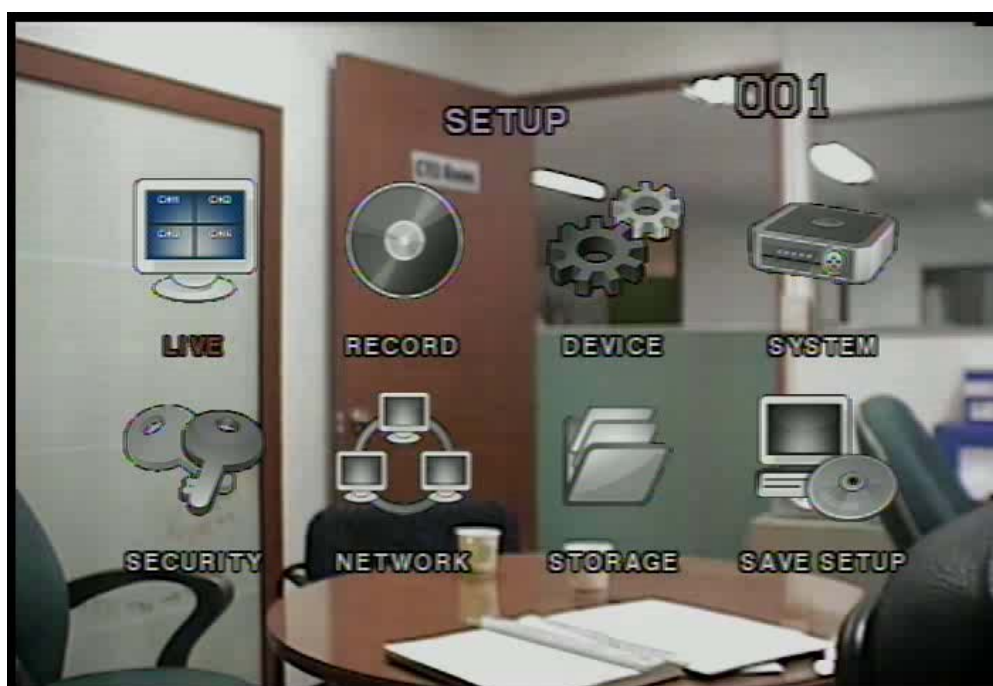 SETUP
001
LIVE
RECORD
DEVICE
SYSTEM
SECURITY
NETWORK
STORAGE
SAVE SETUP